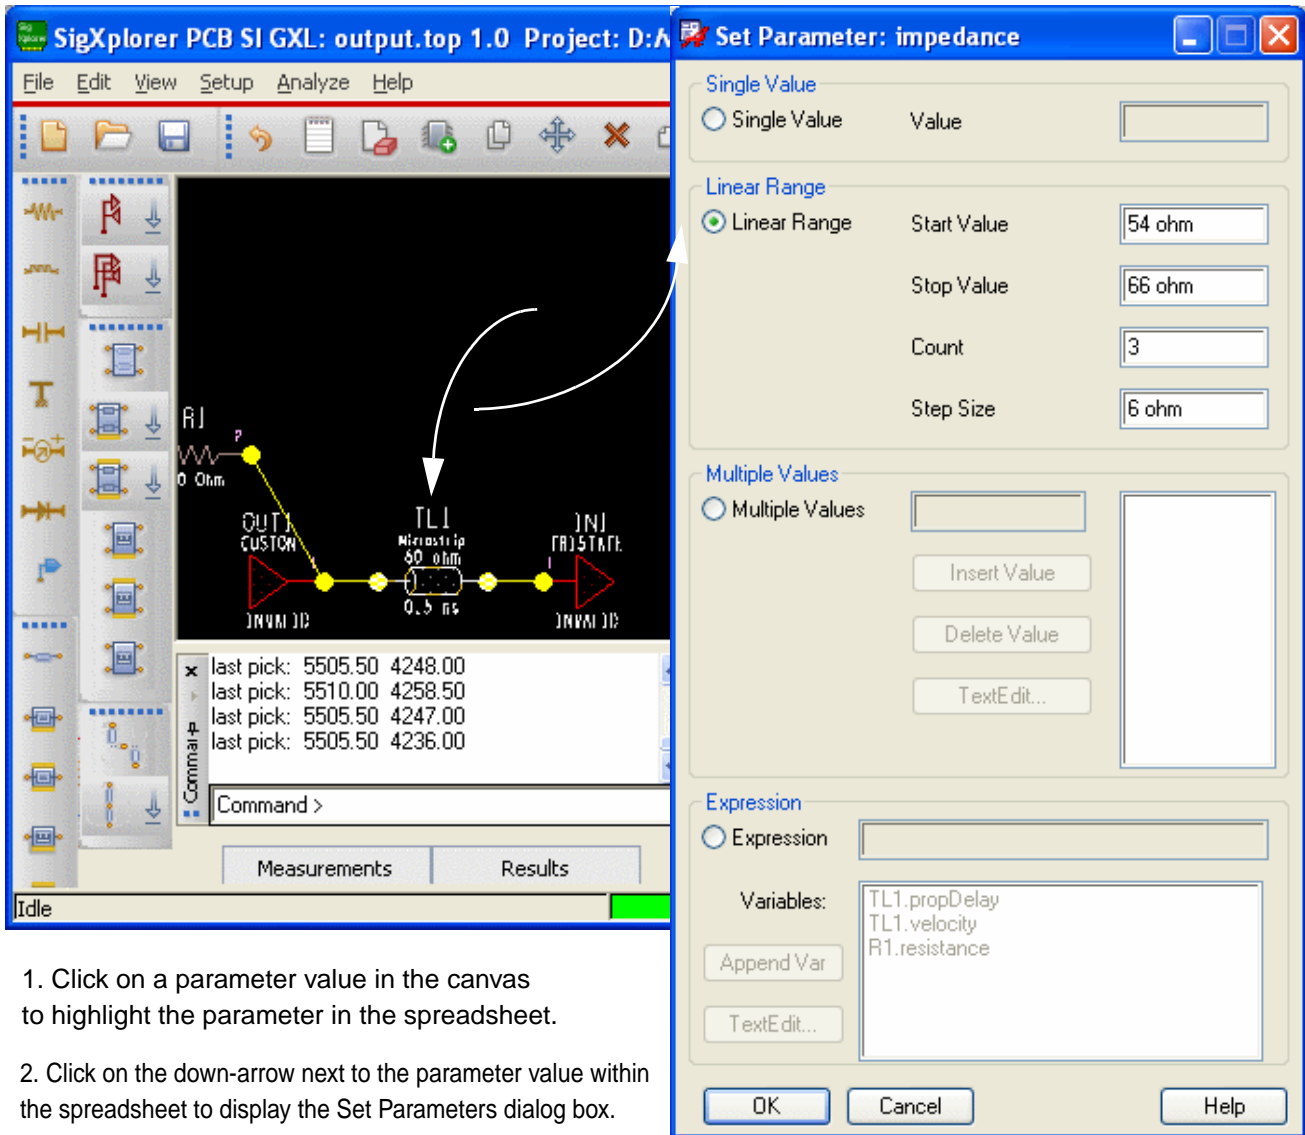 SigXplorer PCB SI GXL: output.top 1.0 Project: D:/
File Edit View Setup Analyze Help
R1
2
0 Ohm
OUT1
CUSTOM
INVALID
TL1
Microstrip
60 ohm
0.5 ns
IN1
TRISTATE
INVALID
1
last pick: 5505.50 4248.00
last pick: 5510.00 4258.50
last pick: 5505.50 4247.00
last pick: 5505.50 4236.00
Command >
Measurements Results
Idle
Set Parameter: impedance
Single Value
Single Value Value
Linear Range
Linear Range Start Value 54 ohm
Stop Value 66 ohm
Count 3
Step Size 6 ohm
Multiple Values
Multiple Values
Insert Value
Delete Value
TextEdit...
Expression
Expression
Variables: TL1.propDelay
TL1.velocity
R1.resistance
Append Var
TextEdit...
OK Cancel Help
1. Click on a parameter value in the canvas
to highlight the parameter in the spreadsheet.
2. Click on the down-arrow next to the parameter value within
the spreadsheet to display the Set Parameters dialog box.